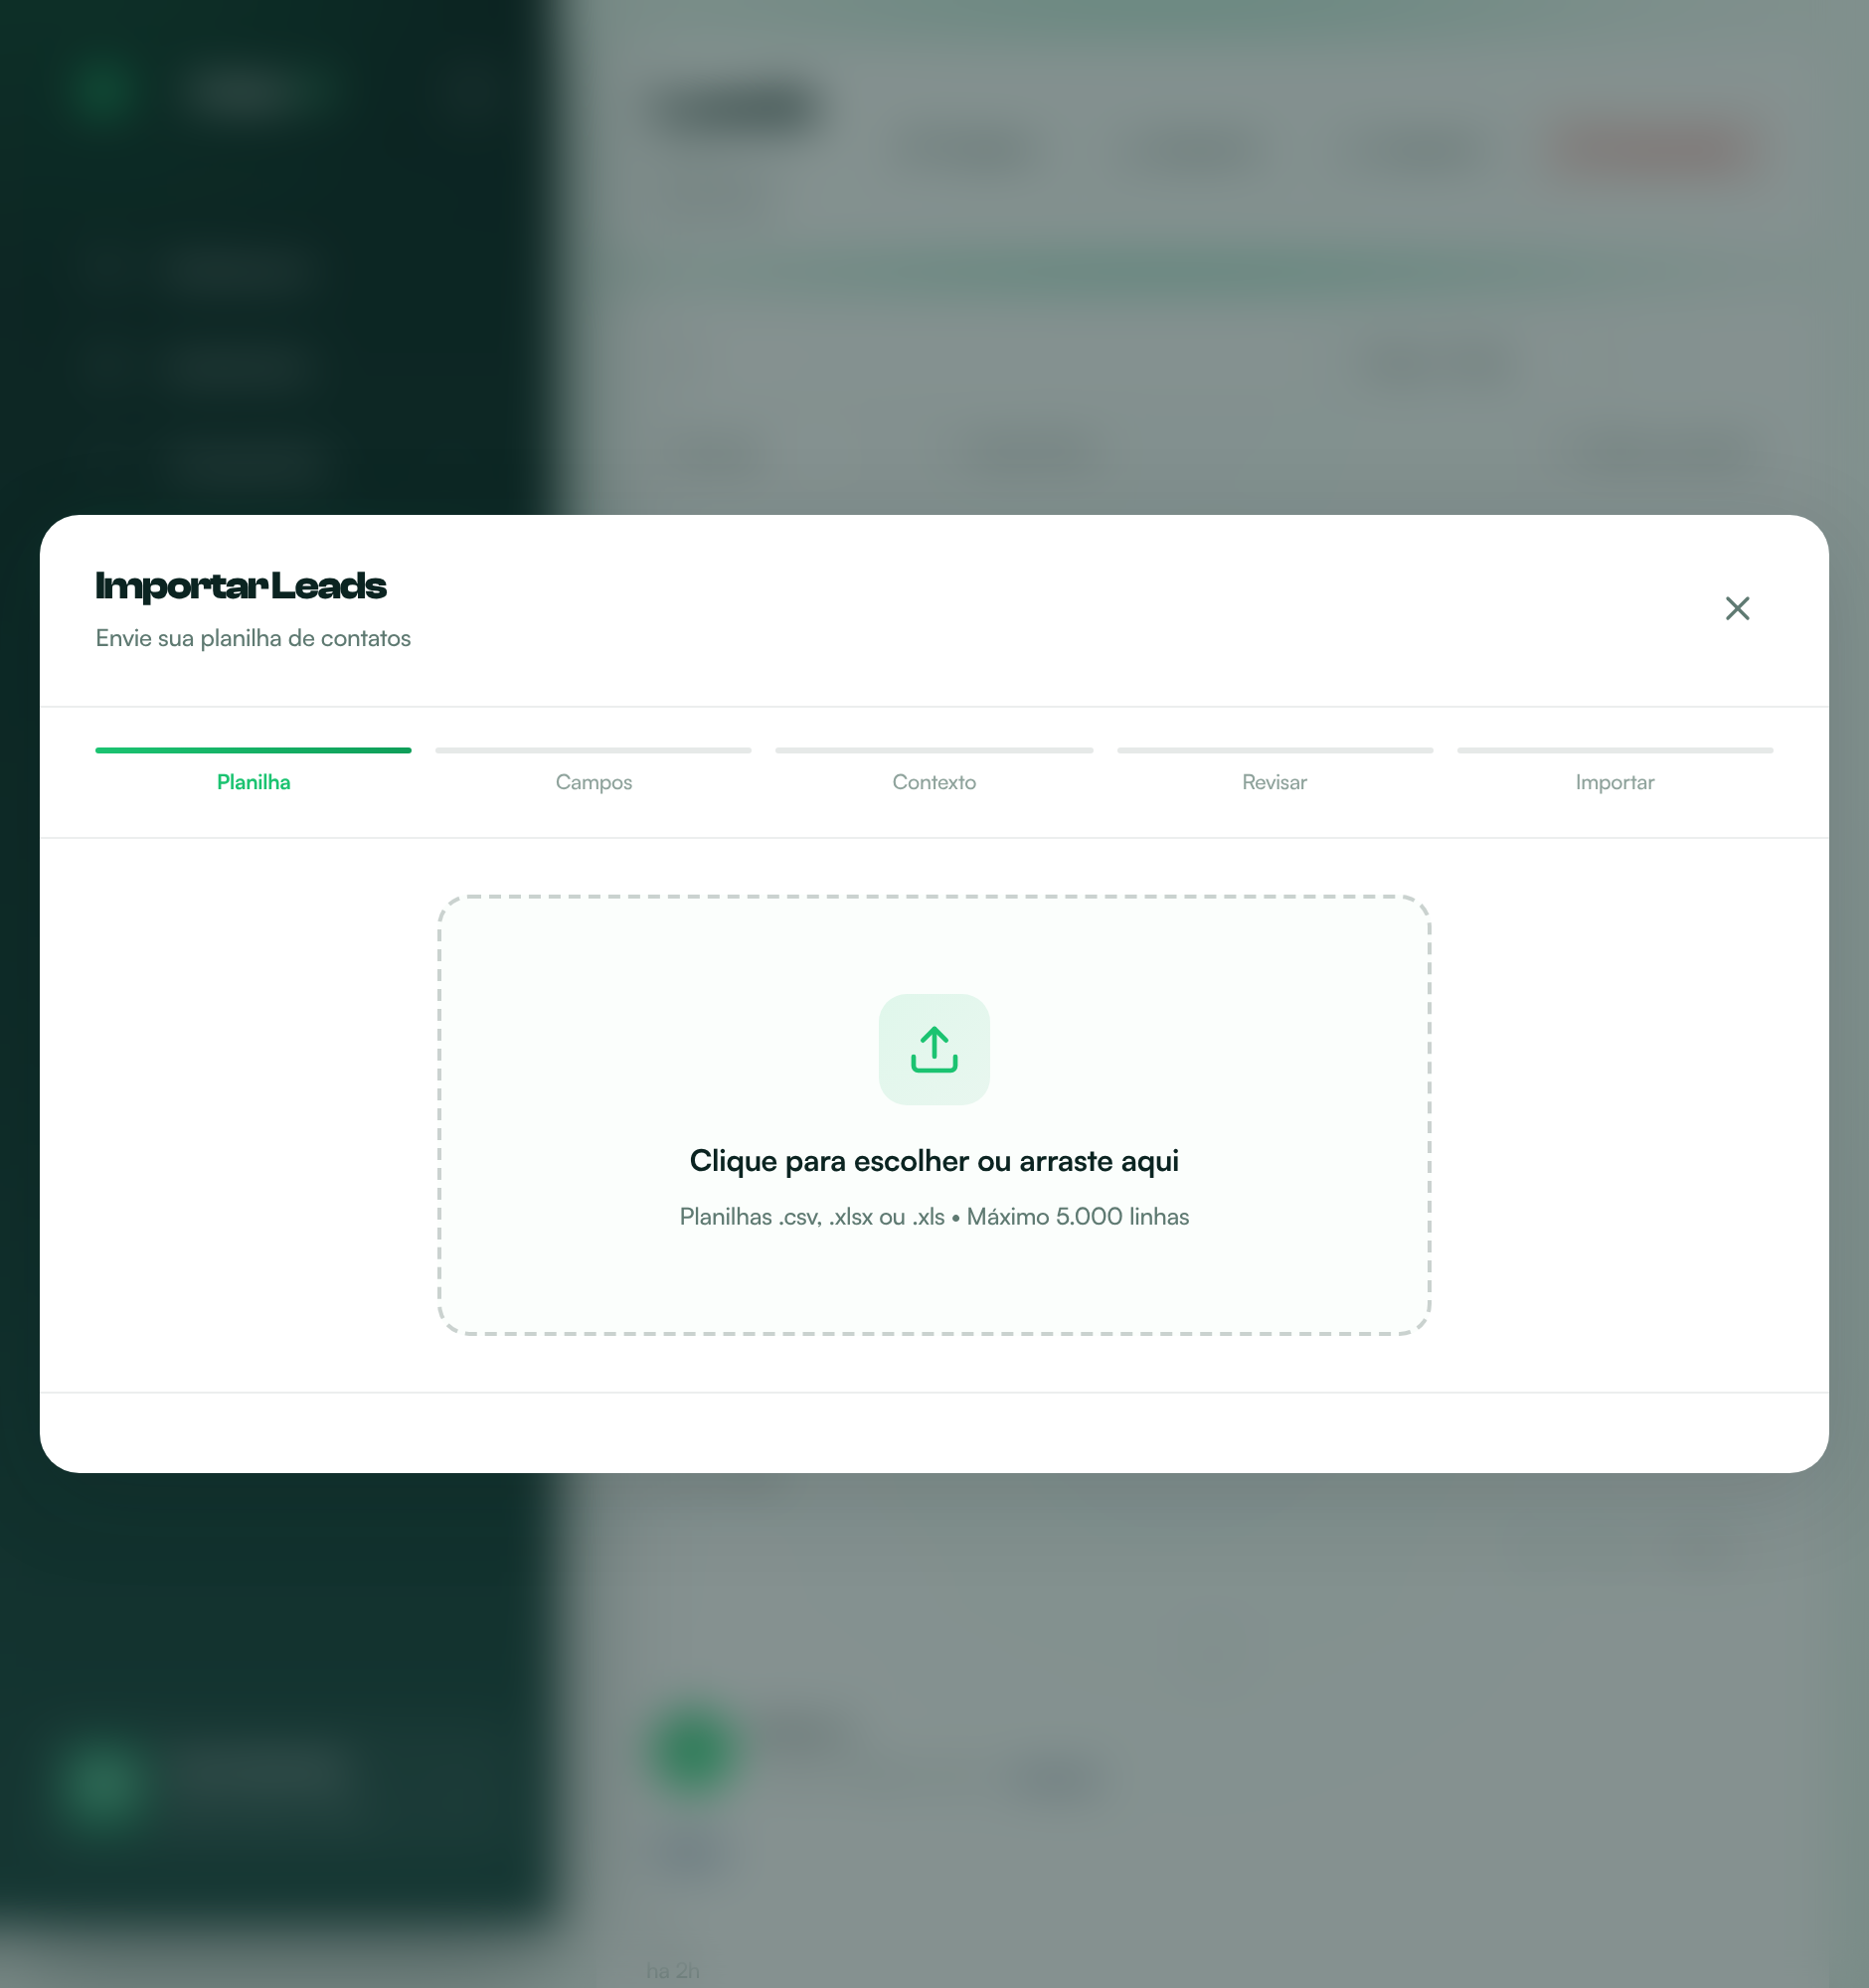 Importar Leads
Envie sua planilha de contatos
Planilha
Campos
Contexto
Revisar
Importar
Clique para escolher ou arraste aqui
Planilhas .csv, .xlsx ou .xls • Máximo 5.000 linhas
ha 2h